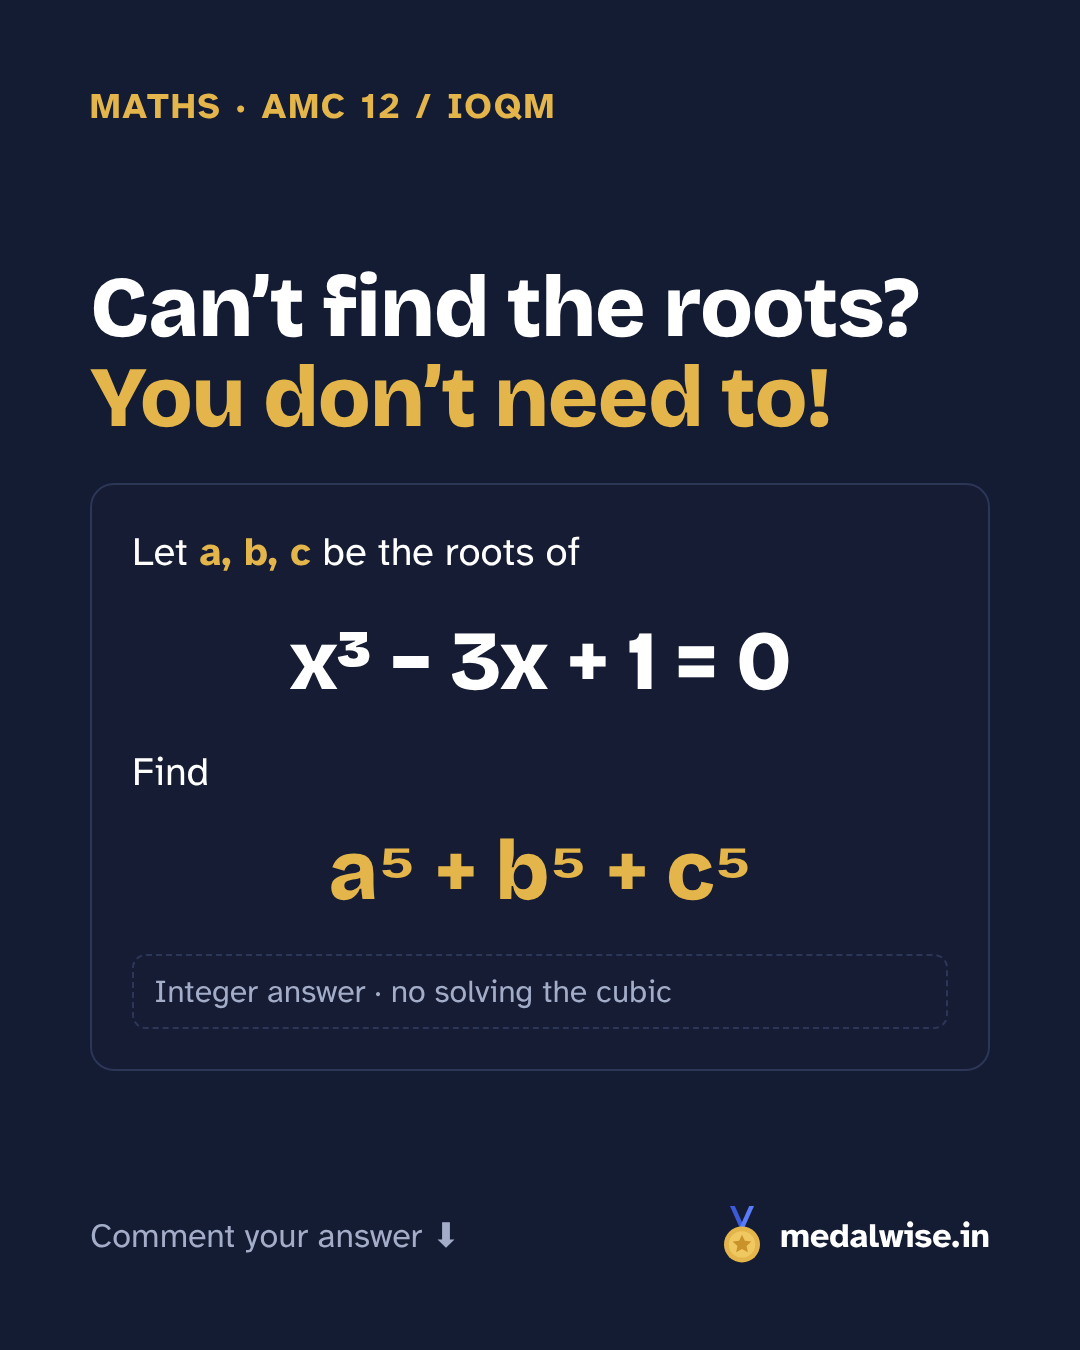 MATHS · AMC 12 / IOQM
Can't find the roots?
You don't need to!
Let a, b, c be the roots of
x³ − 3x + 1 = 0
Find
a⁵ + b⁵ + c⁵
Integer answer · no solving the cubic
Comment your answer ⬇
medalwise.in